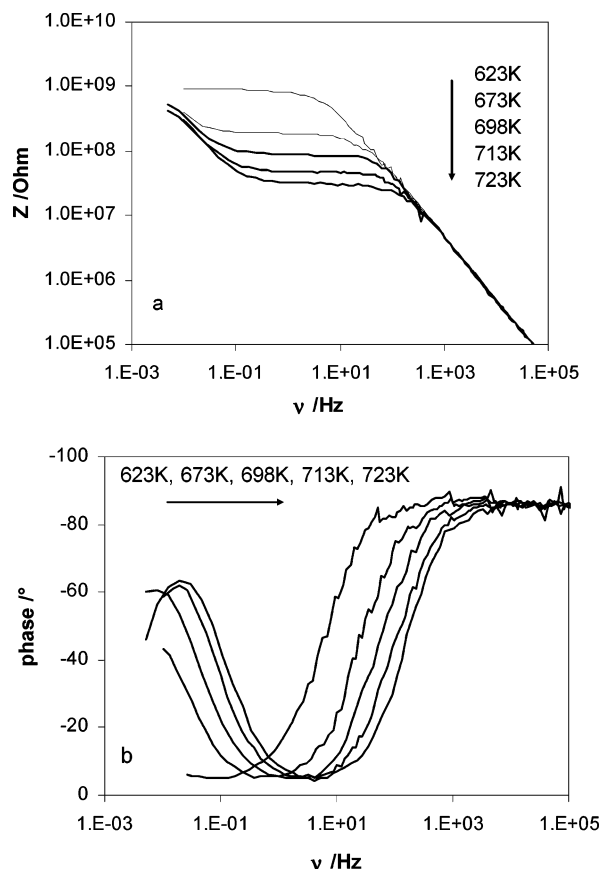 a
1.0E+10
1.0E+09
1.0E+08
1.0E+07
1.0E+06
1.0E+05
Z /Ohm
623K
673K
698K
713K
723K
1.E-03
1.E-01
1.E+01
1.E+03
1.E+05
ν /Hz
-100
-80
-60
-40
-20
0
phase /°
623K, 673K, 698K, 713K, 723K
b
1.E-03
1.E-01
1.E+01
1.E+03
1.E+05
ν /Hz